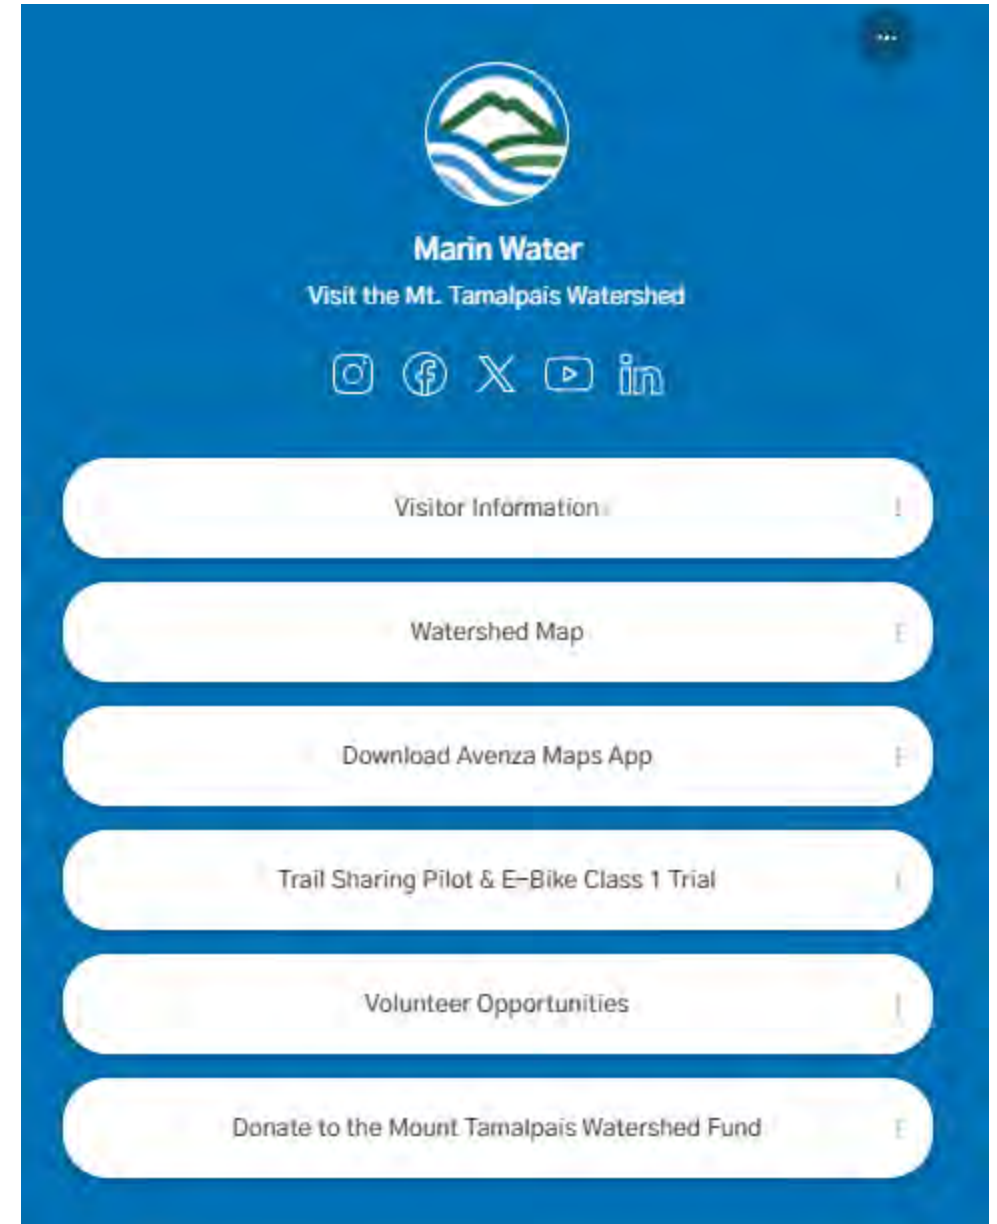 Marin Water
Visit the Mt. Tamalpais Watershed
Visitor Information
Watershed Map
Download Avenza Maps App
Trail Sharing Pilot & E-Bike Class 1 Trial
Volunteer Opportunities
Donate to the Mount Tamalpais Watershed Fund